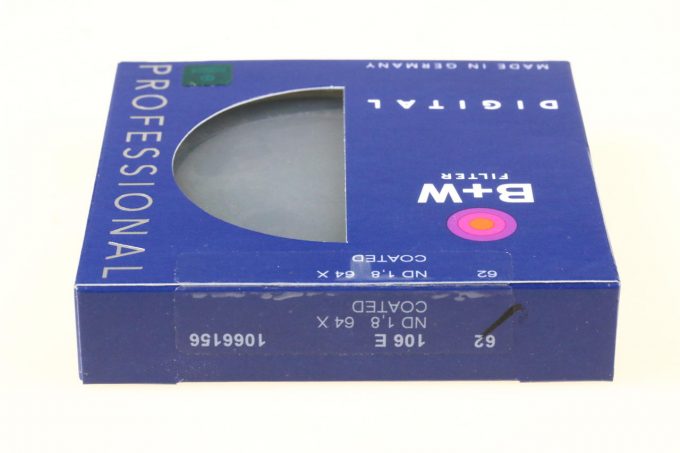 PROFESSIONAL
B+W
FILTER
DIGITAL
MADE IN GERMANY
62 ND 1,8 64 X
COATED
62 106 E 1066156
ND 1,8 64 X
COATED